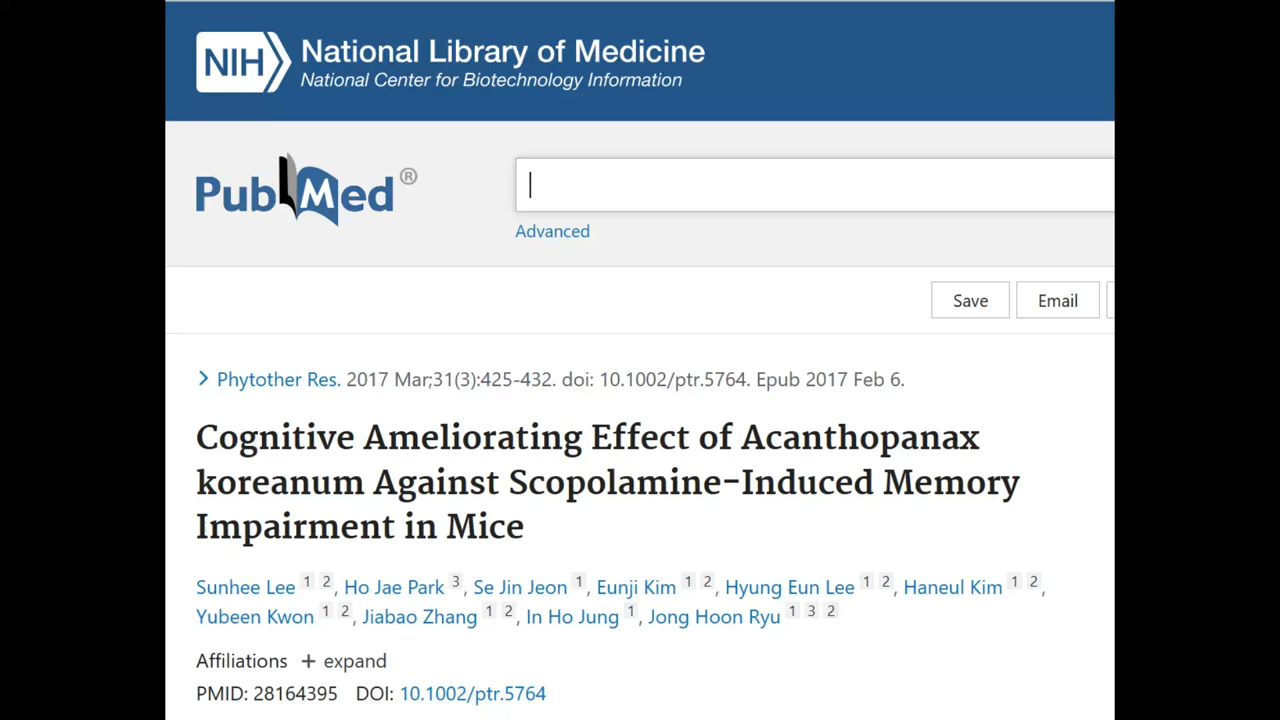 NIH National Library of Medicine
National Center for Biotechnology Information
PubMed®
Advanced
Save Email
Phytother Res. 2017 Mar;31(3):425-432. doi: 10.1002/ptr.5764. Epub 2017 Feb 6.
Cognitive Ameliorating Effect of Acanthopanax
koreanum Against Scopolamine-Induced Memory
Impairment in Mice
Sunhee Lee 1 2, Ho Jae Park 3, Se Jin Jeon 1, Eunji Kim 1 2, Hyung Eun Lee 1 2, Haneul Kim 1 2,
Yubeen Kwon 1 2, Jiabao Zhang 1 2, In Ho Jung 1, Jong Hoon Ryu 1 3 2
Affiliations + expand
PMID: 28164395 DOI: 10.1002/ptr.5764